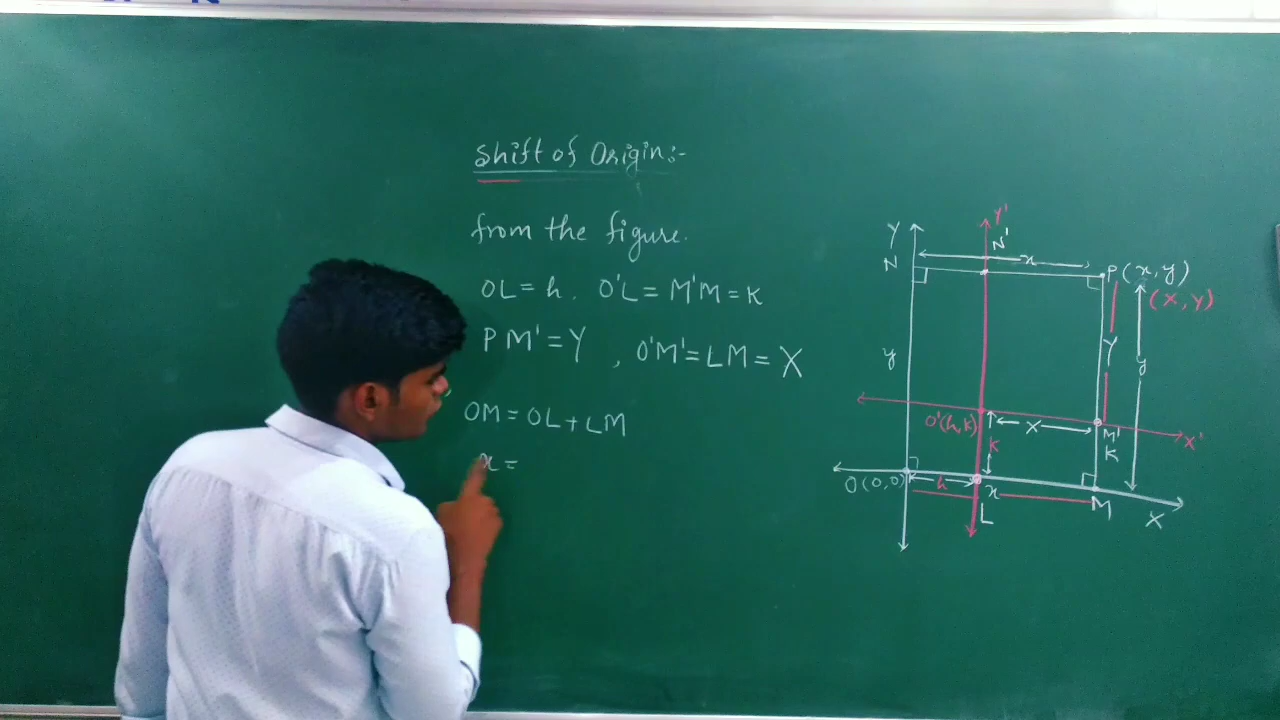 Shift of Origin:-
from the figure.
OL = h, O'L = M'M = K
PM' = Y, O'M' = LM = X
OM = OL + LM
x =
Y
Y'
N'
N
x
P(x, y)
(X, Y)
y
Y
y
O'(h, k)
X
M'
X'
K
K
O(0,0)
h
x
L
M
X